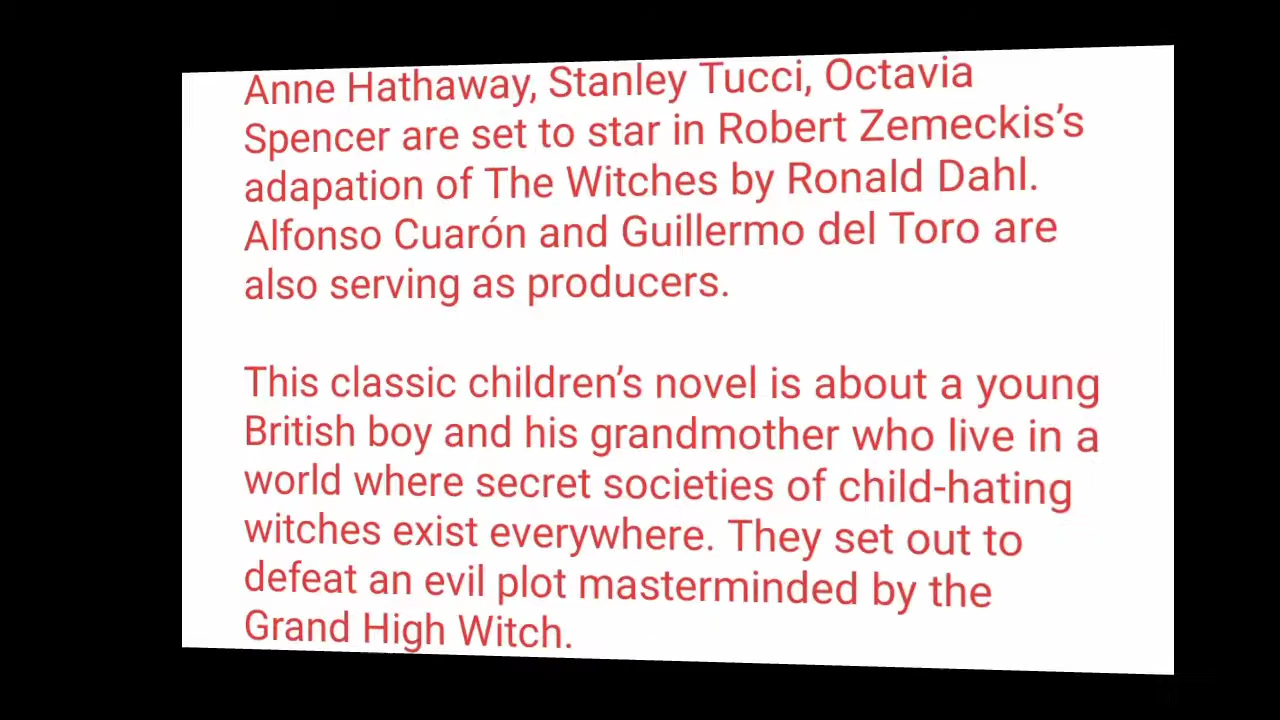 Anne Hathaway, Stanley Tucci, Octavia
Spencer are set to star in Robert Zemeckis’s
adapation of The Witches by Ronald Dahl.
Alfonso Cuarón and Guillermo del Toro are
also serving as producers.
This classic children’s novel is about a young
British boy and his grandmother who live in a
world where secret societies of child-hating
witches exist everywhere. They set out to
defeat an evil plot masterminded by the
Grand High Witch.